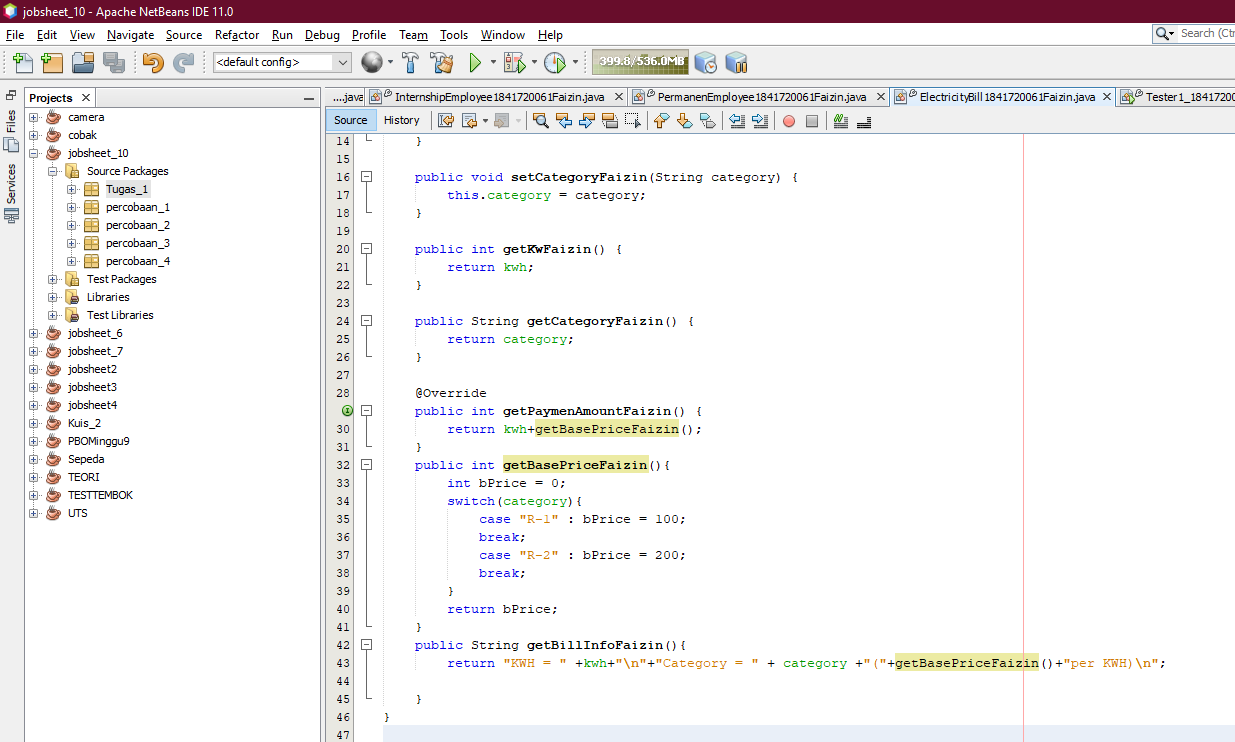 jobsheet_10 - Apache NetBeans IDE 11.0
File Edit View Navigate Source Refactor Run Debug Profile Team Tools Window Help
Search (Ctr
<default config>
399.8/536.0MB
Files
Services
Projects
camera
cobak
jobsheet_10
Source Packages
Tugas_1
percobaan_1
percobaan_2
percobaan_3
percobaan_4
Test Packages
Libraries
Test Libraries
jobsheet_6
jobsheet_7
jobsheet2
jobsheet3
jobsheet4
Kuis_2
PBOMinggu9
Sepeda
TEORI
TESTTEMBOK
UTS
....java InternshipEmployee1841720061Faizin.java PermanenEmployee1841720061Faizin.java ElectricityBill1841720061Faizin.java Tester1_18417200
Source History
14 }
15
16 public void setCategoryFaizin(String category) {
17 this.category = category;
18 }
19
20 public int getKwFaizin() {
21 return kwh;
22 }
23
24 public String getCategoryFaizin() {
25 return category;
26 }
27
28 @Override
public int getPaymenAmountFaizin() {
30 return kwh+getBasePriceFaizin();
31 }
32 public int getBasePriceFaizin(){
33 int bPrice = 0;
34 switch(category){
35 case "R-1" : bPrice = 100;
36 break;
37 case "R-2" : bPrice = 200;
38 break;
39 }
40 return bPrice;
41 }
42 public String getBillInfoFaizin(){
43 return "KWH = " +kwh+"\n"+"Category = " + category +"("+getBasePriceFaizin()+"per KWH)\n";
44
45 }
46 }
47